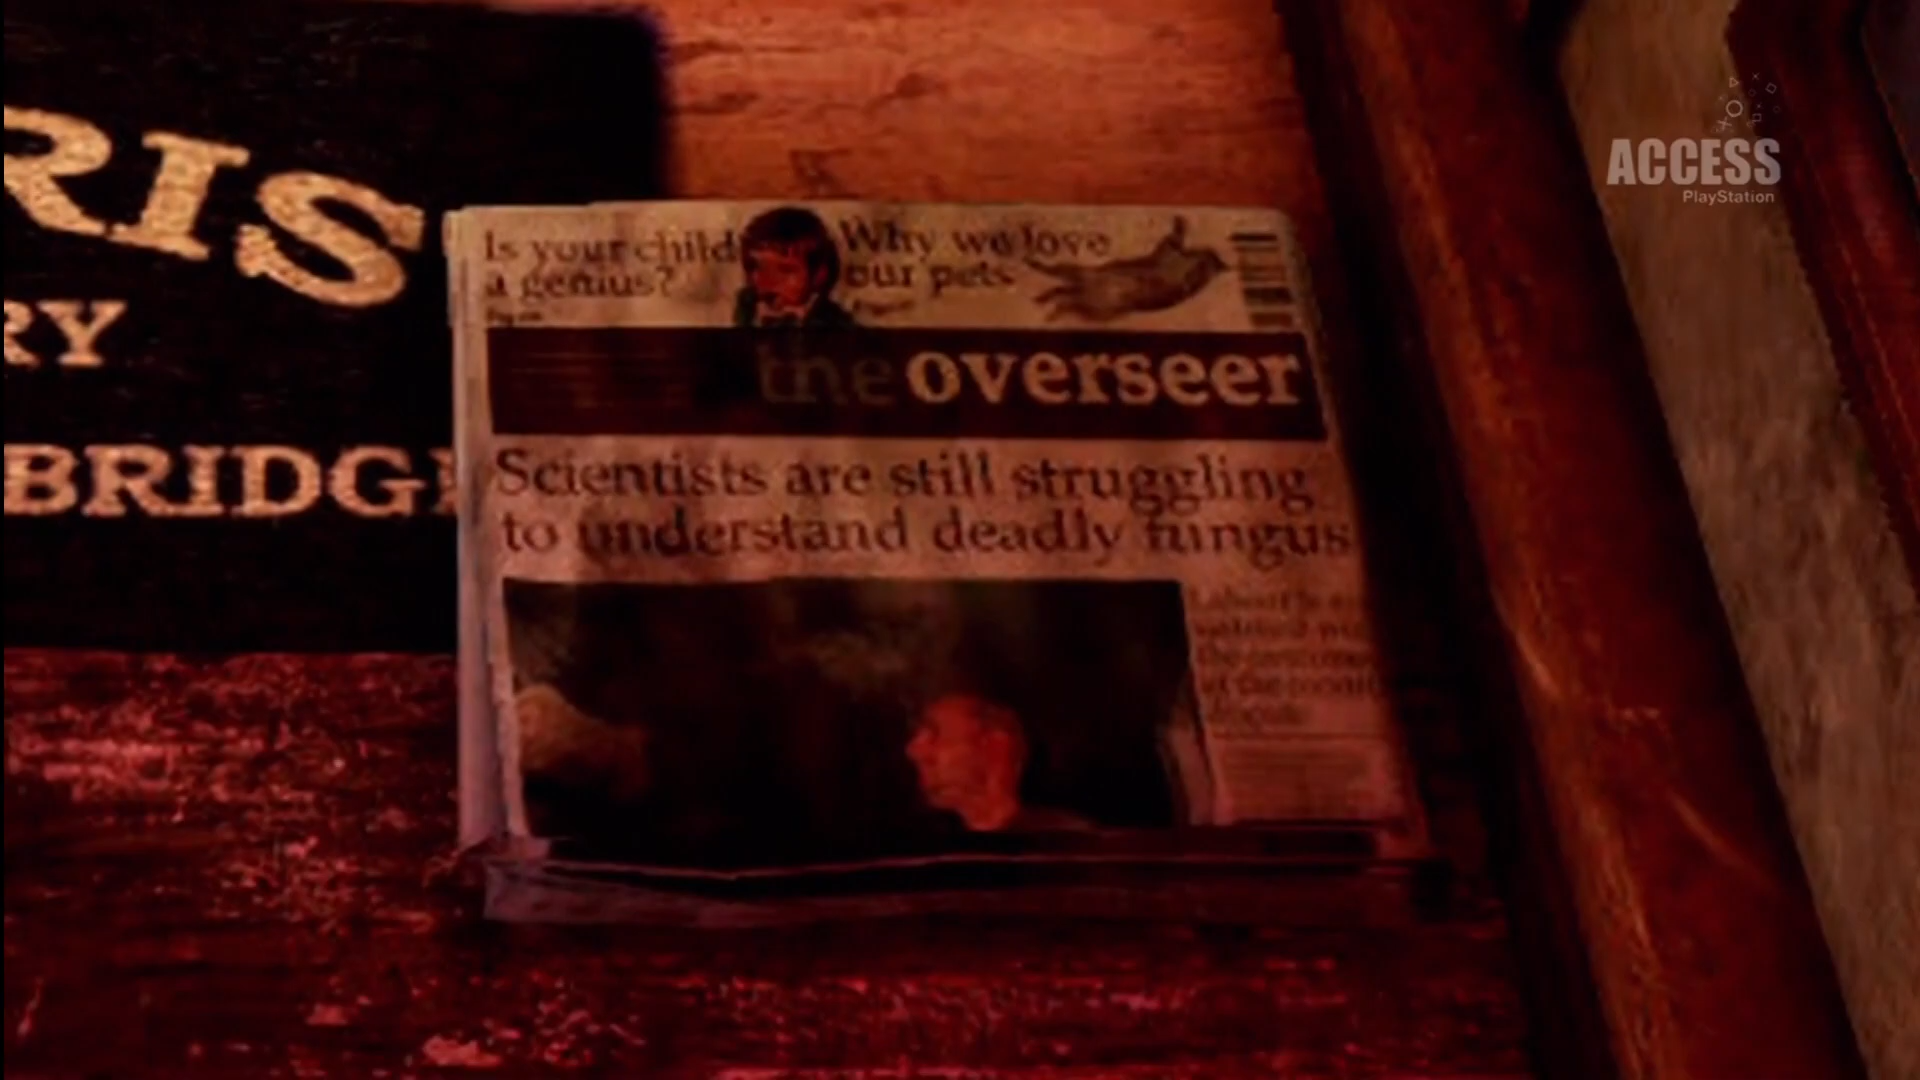 RIS
RY
BRIDG
Is your child
a genius?
Why we love
our pets
the overseer
Scientists are still struggling
to understand deadly fungus
ACCESS
PlayStation